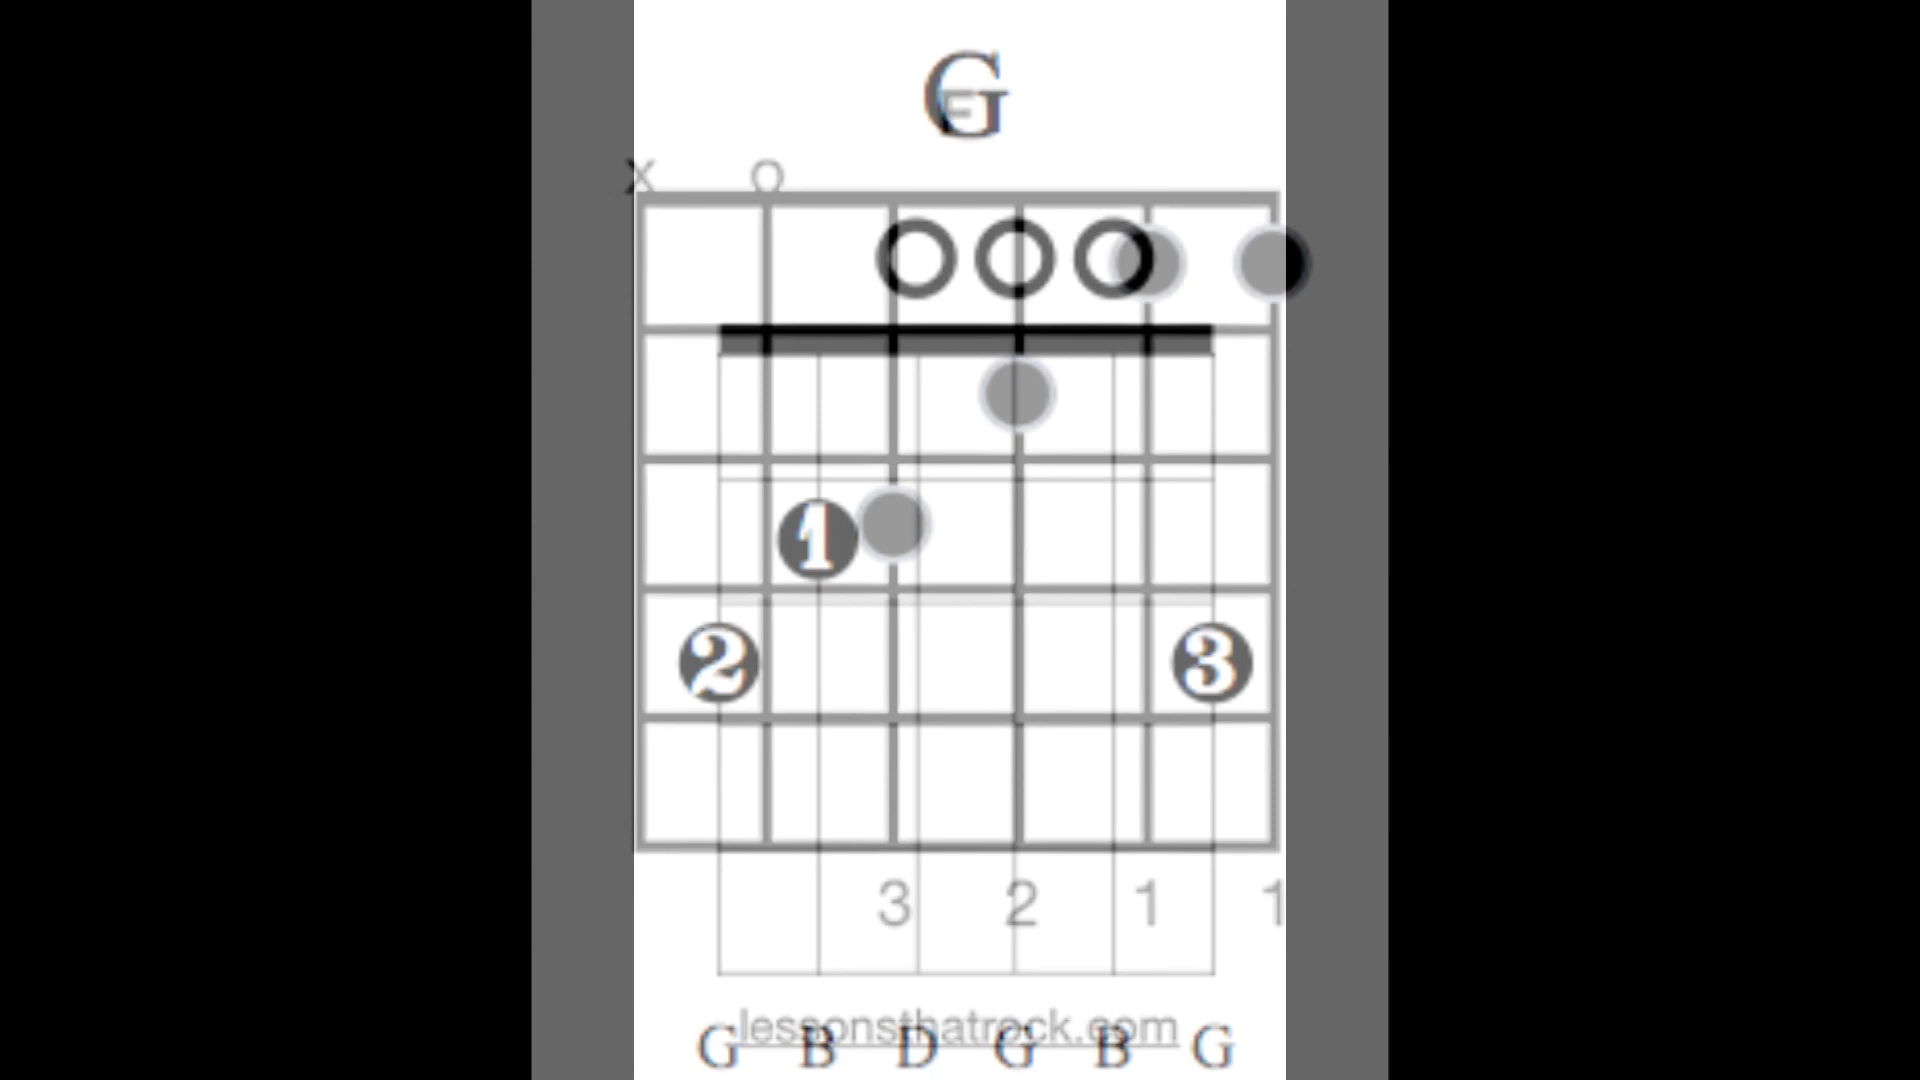 G
F
X O
1
2 3
3 2 1 1
lessonsthatrock.com
G B D G B G